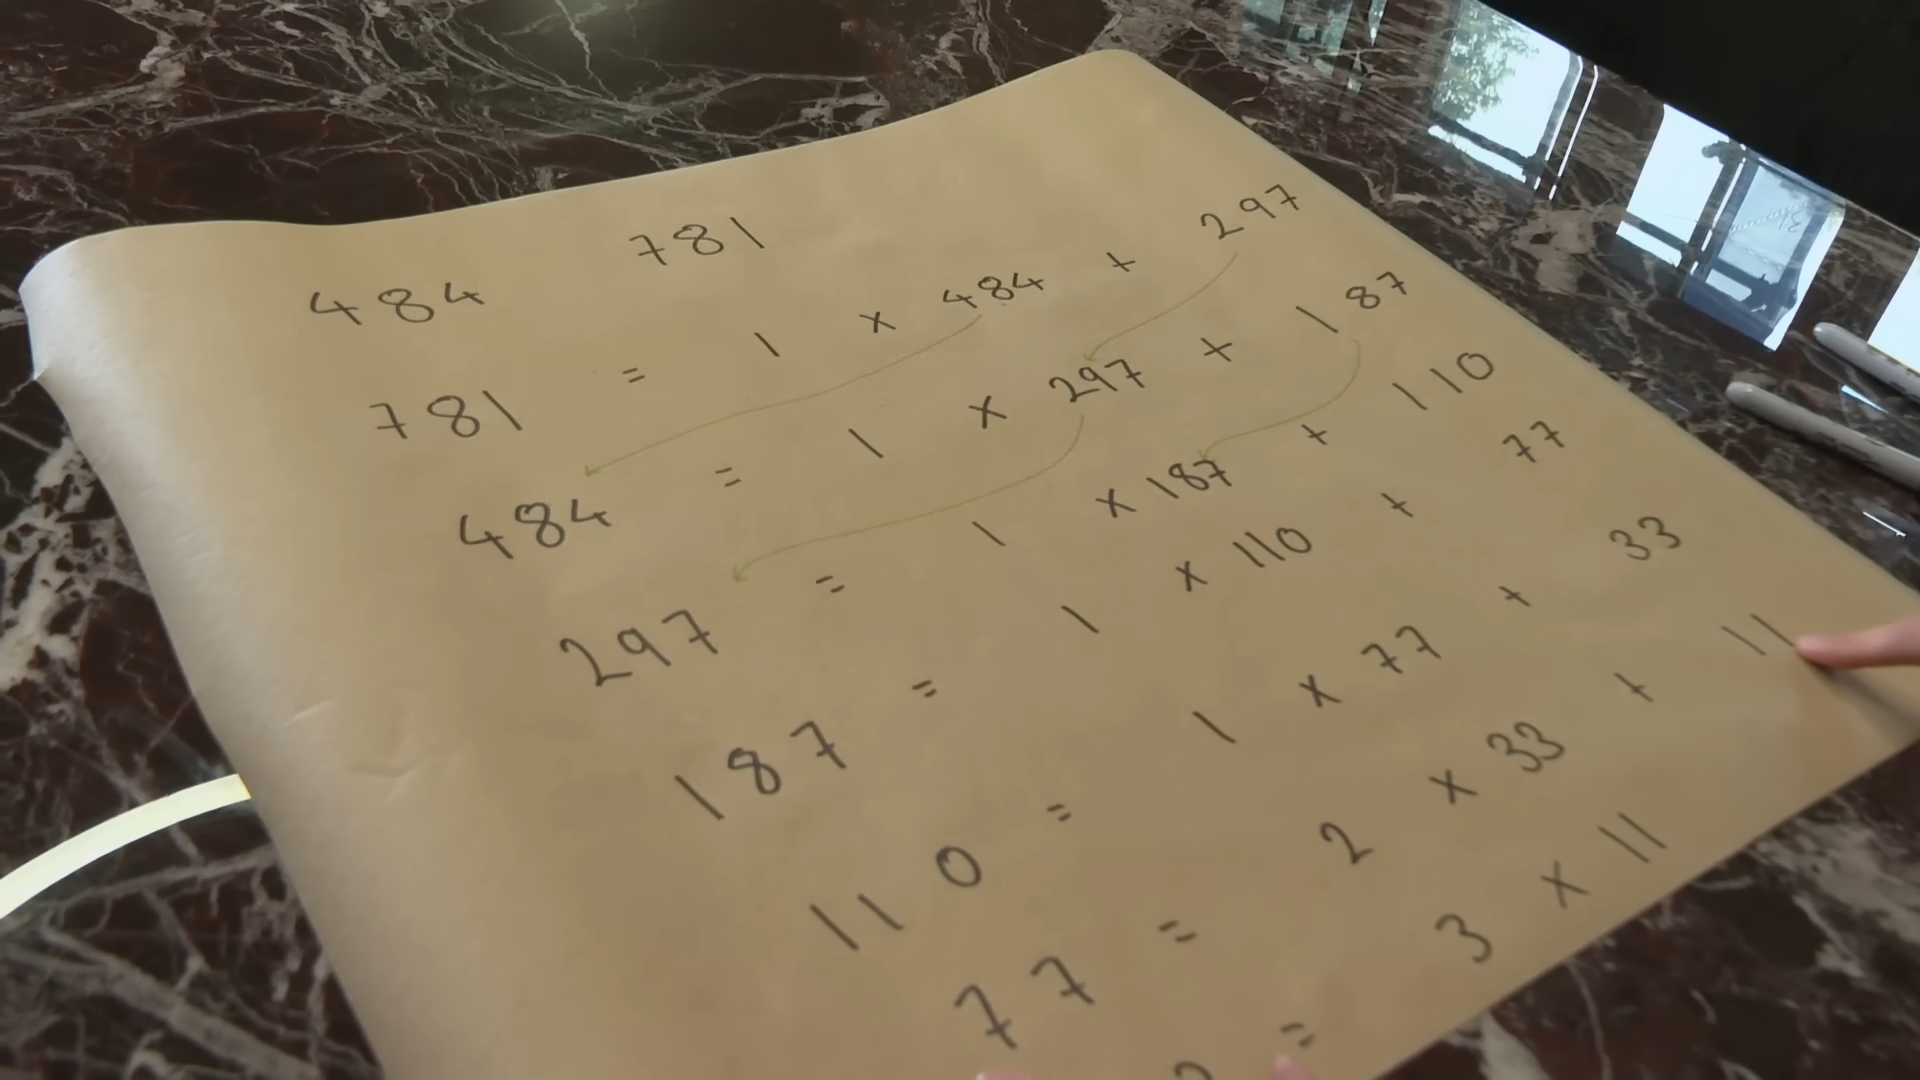 484 781
781 = 1 × 484 + 297
484 = 1 × 297 + 187
297 = 1 × 187 + 110
187 = 1 × 110 + 77
110 = 1 × 77 + 33
77 = 2 × 33 + 11
= 3 × 11